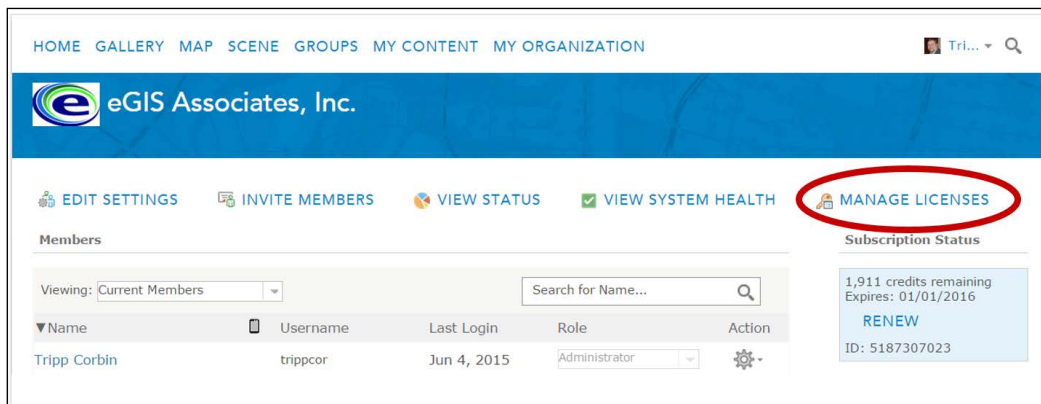 HOME GALLERY MAP SCENE GROUPS MY CONTENT MY ORGANIZATION Tri...
e eGIS Associates, Inc.
EDIT SETTINGS INVITE MEMBERS VIEW STATUS VIEW SYSTEM HEALTH MANAGE LICENSES
Members
Subscription Status
Viewing: Current Members Search for Name...
▼Name Username Last Login Role Action
Tripp Corbin trippcor Jun 4, 2015 Administrator
1,911 credits remaining
Expires: 01/01/2016
RENEW
ID: 5187307023